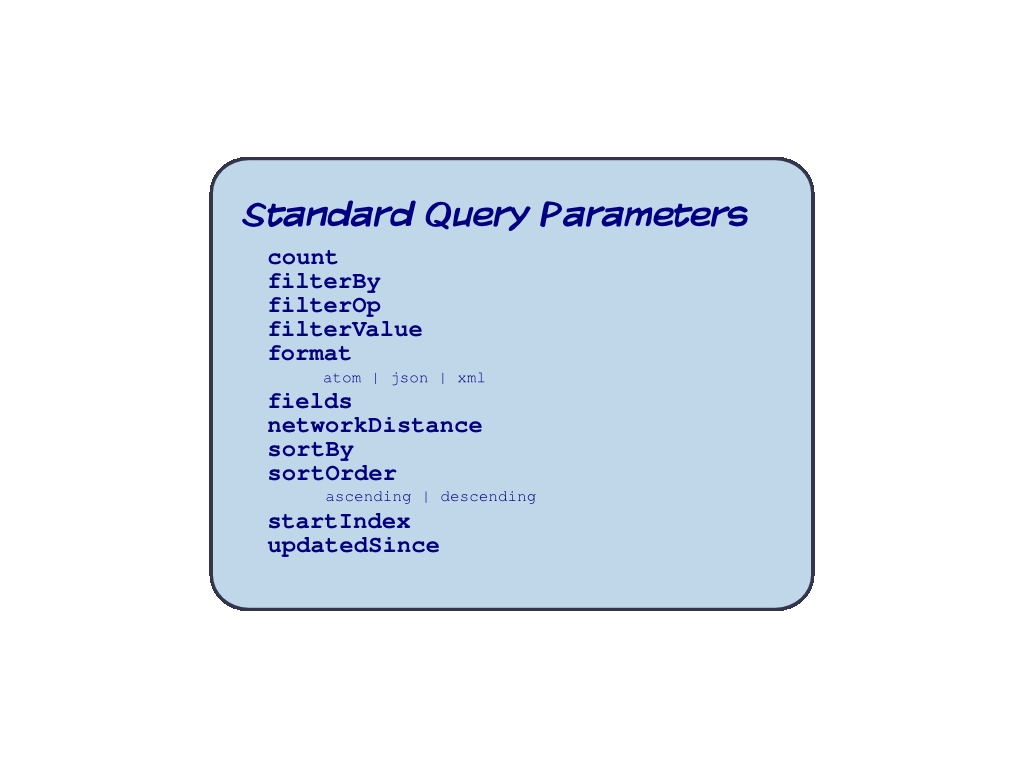 Standard Query Parameters
count
filterBy
filterOp
filterValue
format
atom | json | xml
fields
networkDistance
sortBy
sortOrder
ascending | descending
startIndex
updatedSince